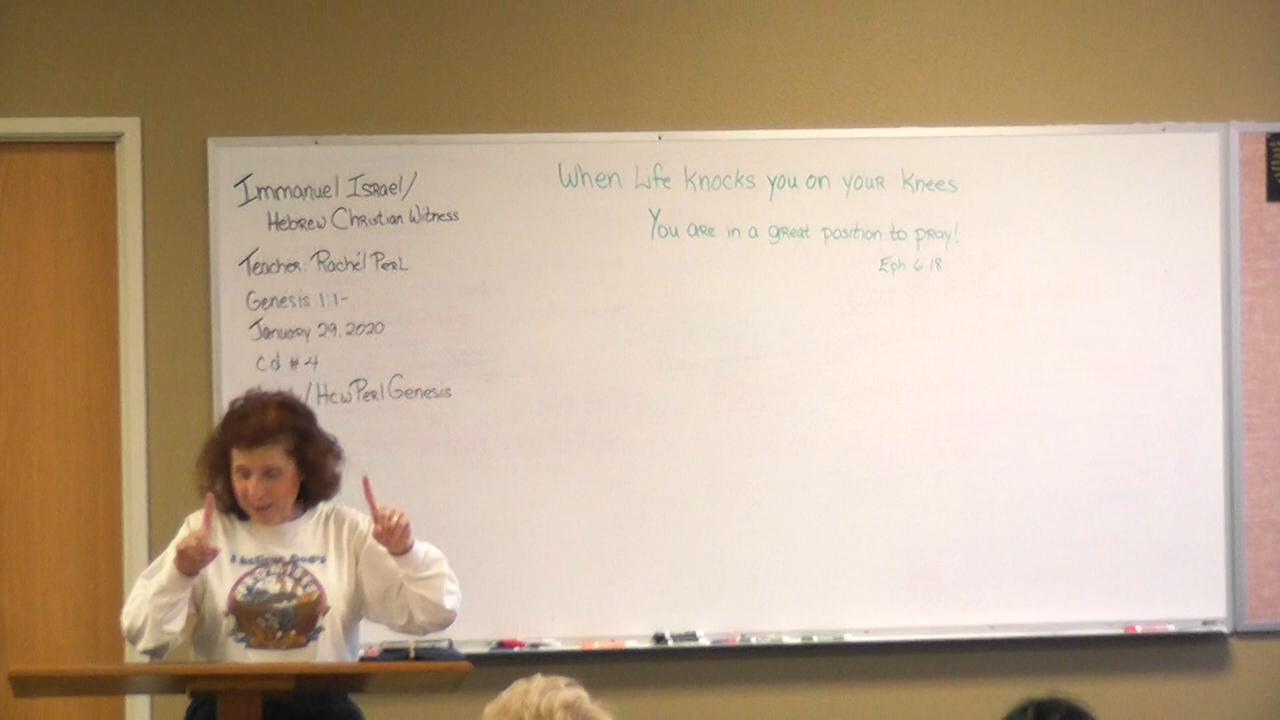 Immanuel Israel/
Hebrew Christian Witness
Teacher: Rachél Perl
Genesis 1:1-
January 29, 2020
Cd #4
/HcwPerlGenesis
When Life Knocks you on your Knees
You are in a great position to pray!
Eph 6:18